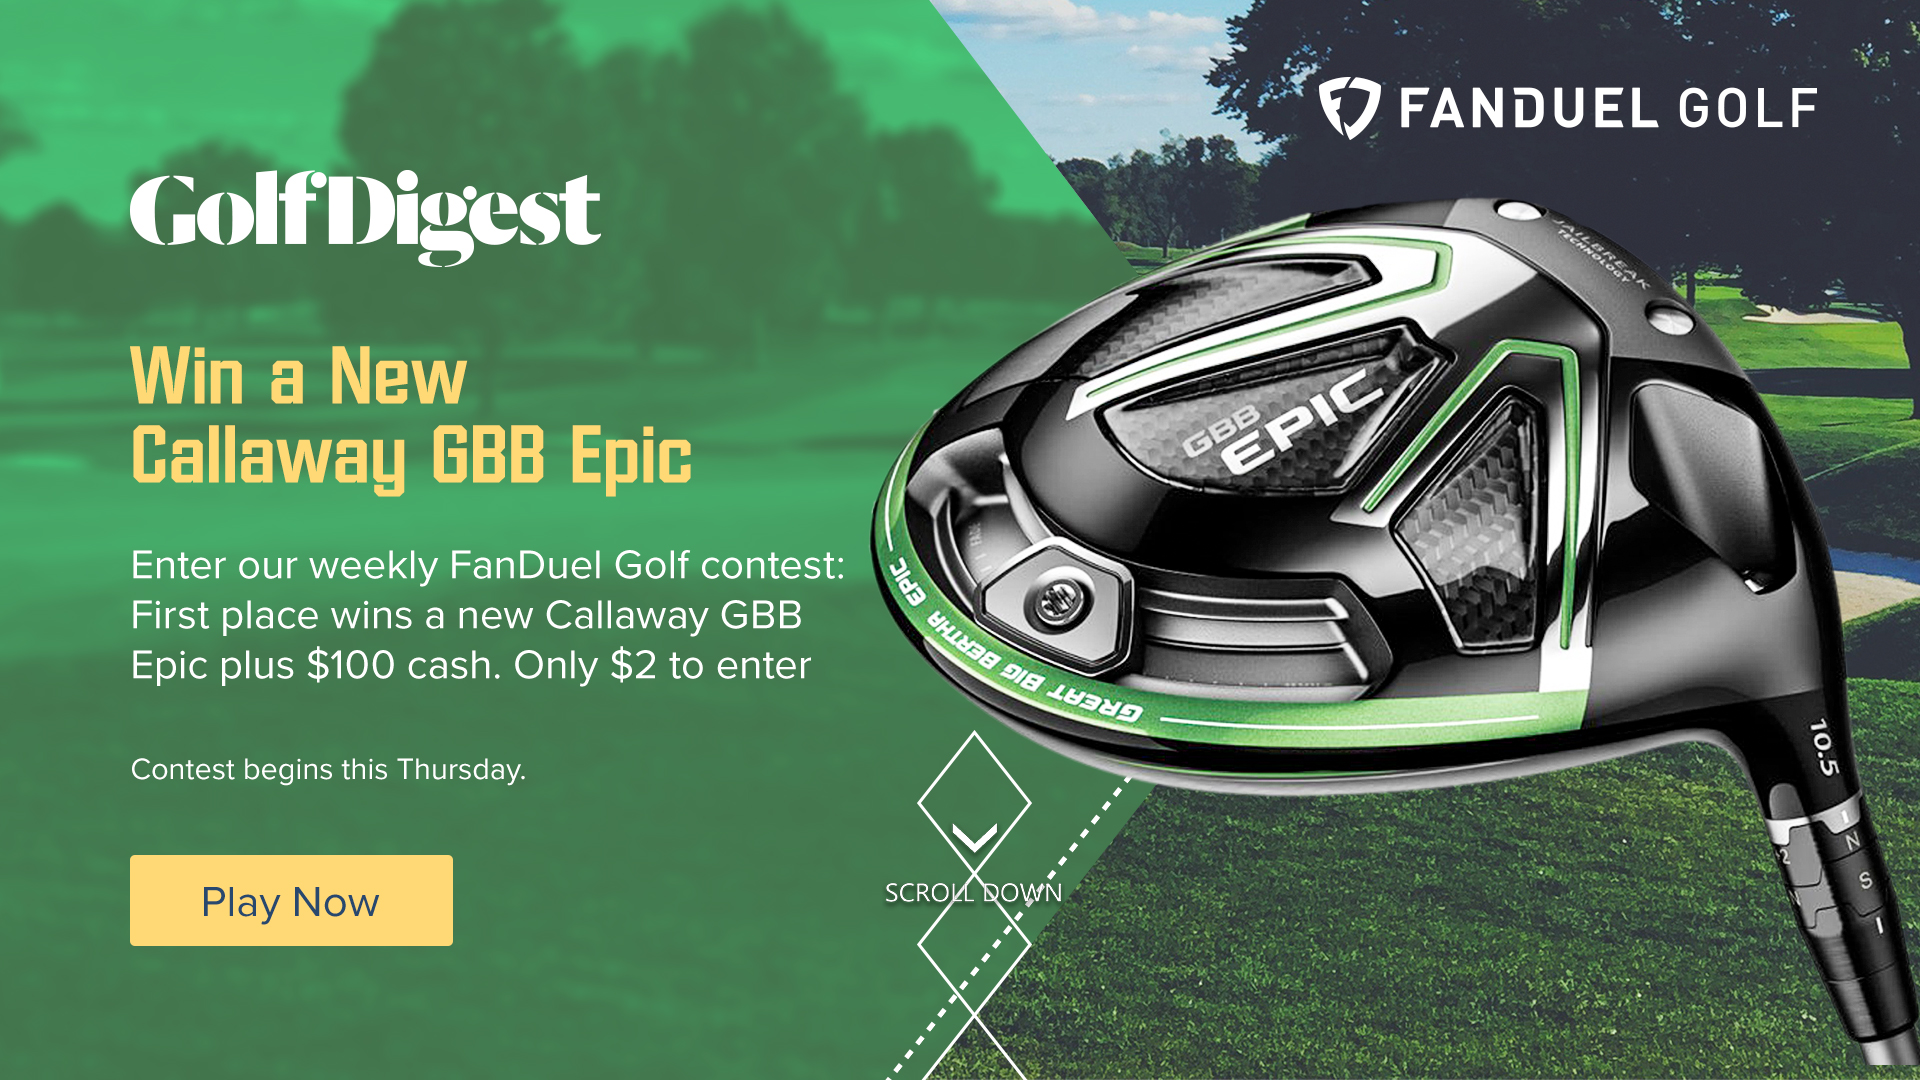 FANDUEL GOLF
GolfDigest
Win a New
Callaway GBB Epic
Enter our weekly FanDuel Golf contest:
First place wins a new Callaway GBB
Epic plus $100 cash. Only $2 to enter
Contest begins this Thursday.
Play Now
SCROLL DOWN
JAILBREAK
TECHNOLOGY
GBB
EPIC
GREAT BIG BERTHA EPIC
10.5
N
S